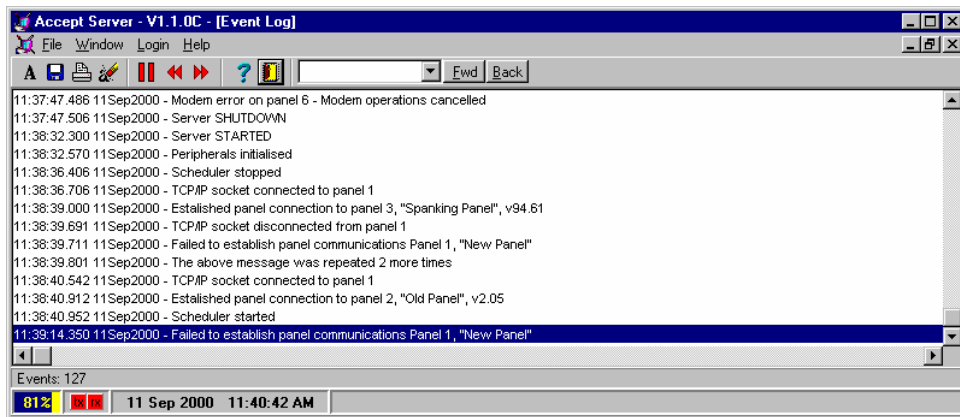 Accept Server - V1.1.0C - [Event Log]
File Window Login Help
A ? Fwd Back
11:37:47.486 11Sep2000 - Modem error on panel 6 - Modem operations cancelled
11:37:47.506 11Sep2000 - Server SHUTDOWN
11:38:32.300 11Sep2000 - Server STARTED
11:38:32.570 11Sep2000 - Peripherals initialised
11:38:36.406 11Sep2000 - Scheduler stopped
11:38:36.706 11Sep2000 - TCP/IP socket connected to panel 1
11:38:39.000 11Sep2000 - Estalished panel connection to panel 3, "Spanking Panel", v94.61
11:38:39.691 11Sep2000 - TCP/IP socket disconnected from panel 1
11:38:39.711 11Sep2000 - Failed to establish panel communications Panel 1, "New Panel"
11:38:39.801 11Sep2000 - The above message was repeated 2 more times
11:38:40.542 11Sep2000 - TCP/IP socket connected to panel 1
11:38:40.912 11Sep2000 - Estalished panel connection to panel 2, "Old Panel", v2.05
11:38:40.952 11Sep2000 - Scheduler started
11:39:14.350 11Sep2000 - Failed to establish panel communications Panel 1, "New Panel"
Events: 127
81% tx rx 11 Sep 2000 11:40:42 AM